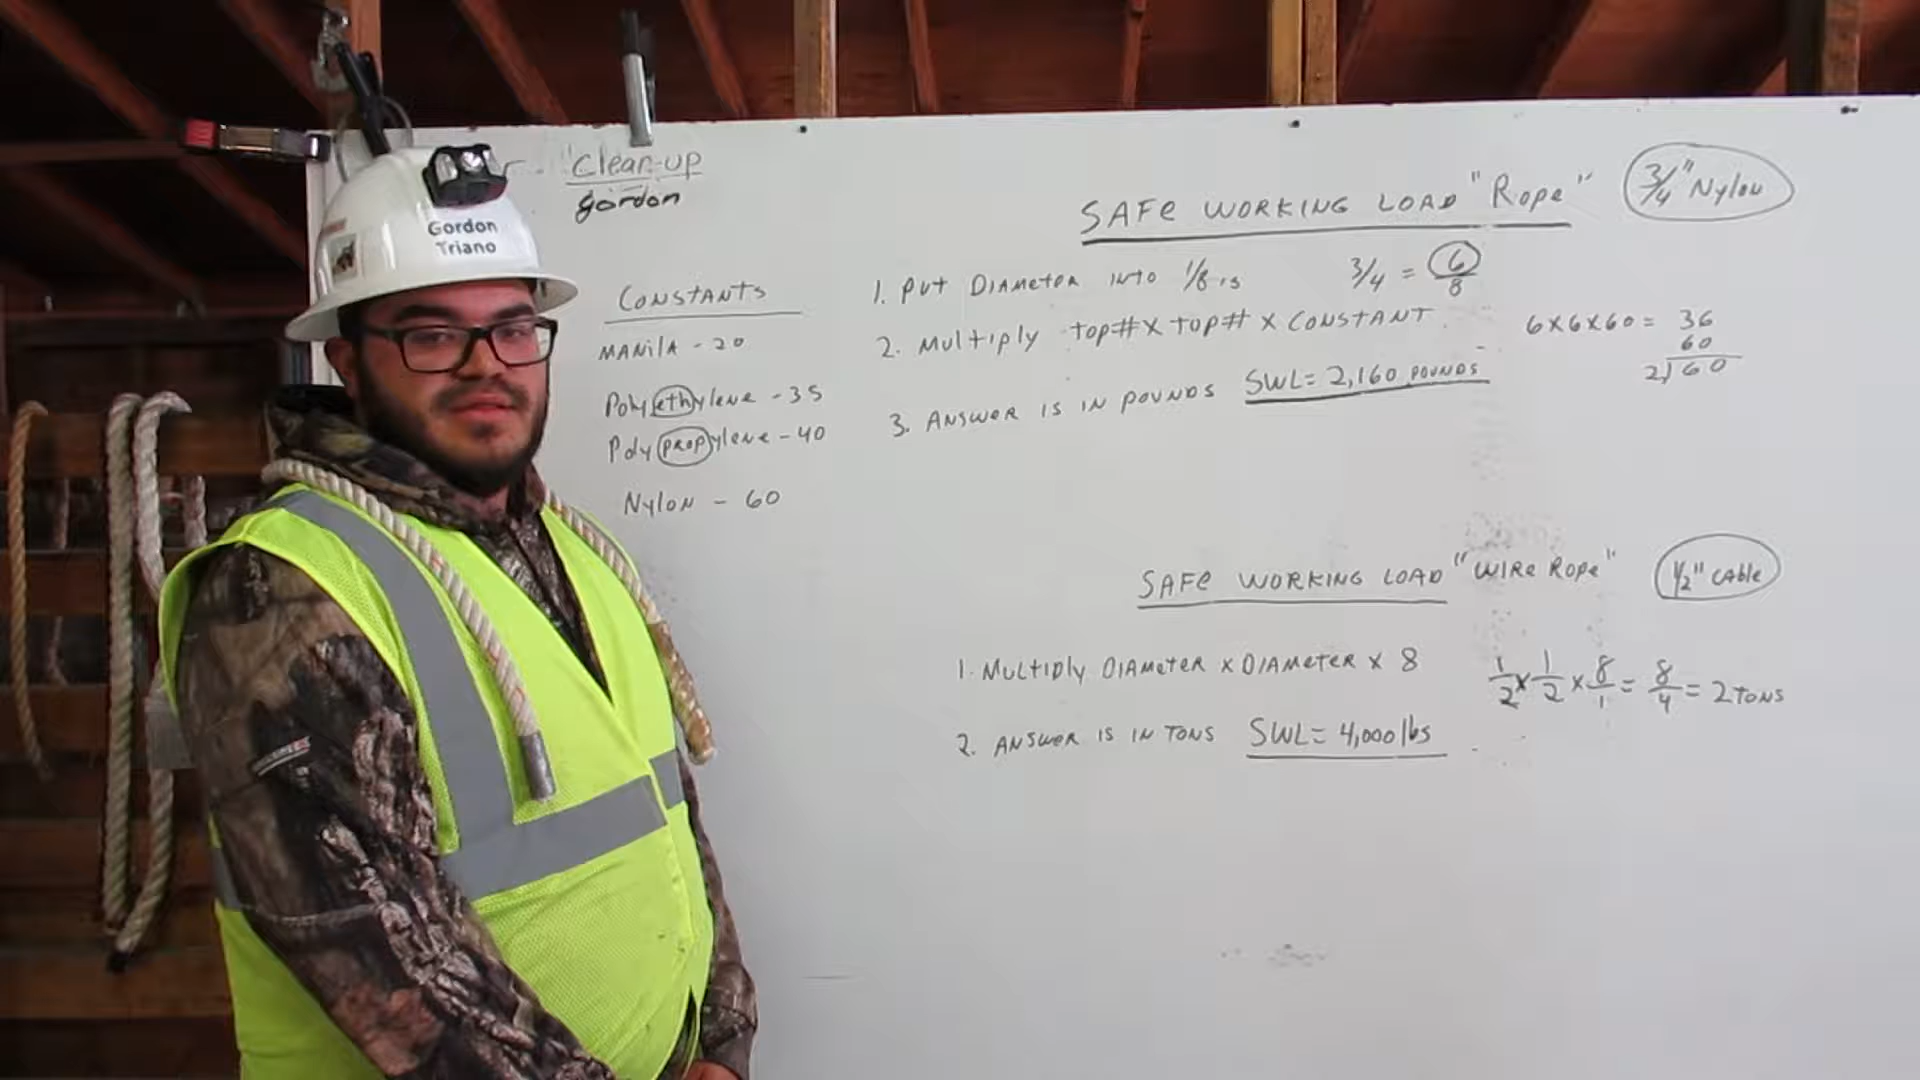 Clean-up
Gordon
Gordon
Triano
CONSTANTS
MANilA - 20
Polyethylene - 35
Polypropylene - 40
Nylon - 60
SAFe WORKING LOAD "Rope"
3/4" Nylon
1. Put DIAMETER INTO 1/8 is
3/4 = 6/8
2. Multiply top# x top# x CONSTANT
6x6x60 = 36
60
2160
3. ANSWER IS IN POUNDS SWL= 2,160 POUNDS
SAFe WORKING LOAD "WIRe Rope"
1/2" CAble
1. Multiply DIAMETER x DIAMETER x 8
1/2 x 1/2 x 8/1 = 8/4 = 2 TONS
2. ANSWER IS IN TONS SWL= 4,000 lbs